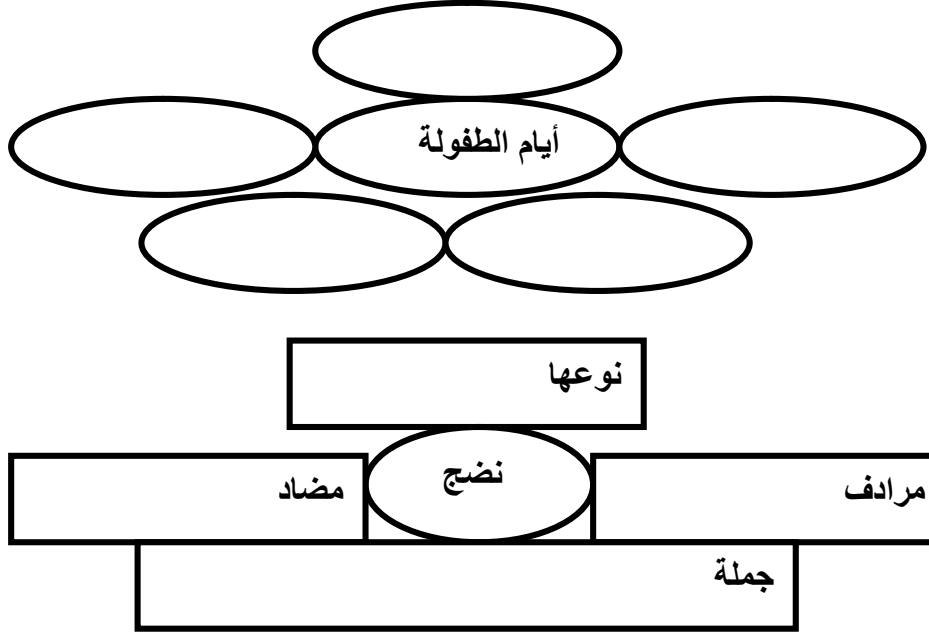 أيام الطفولة
نوعها
نضج
مرادف
مضاد
جملة